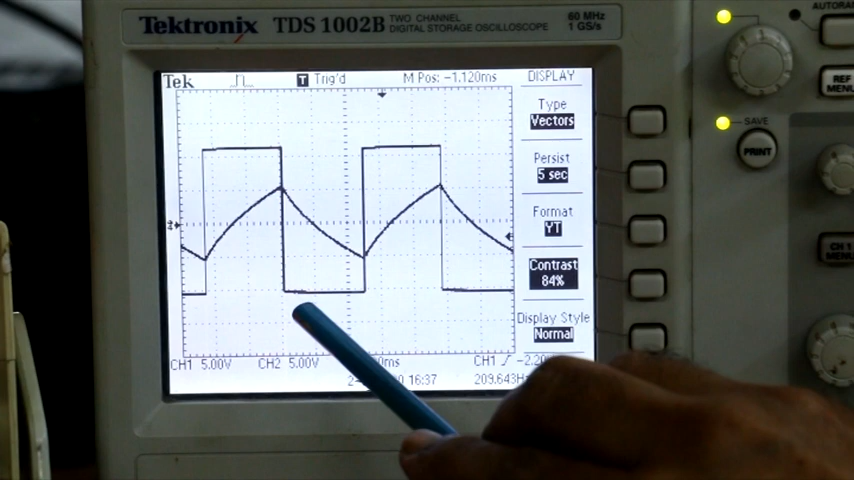 Tektronix TDS 1002B TWO CHANNEL DIGITAL STORAGE OSCILLOSCOPE
60 MHz
1 GS/s
Tek T Trig'd M Pos: -1.120ms DISPLAY
Type
Vectors
Persist
5 sec
Format
YT
Contrast
84%
Display Style
Normal
CH1 5.00V CH2 5.00V CH1
16:37
REF
MENU
SAVE
PRINT
CH 1
MENU